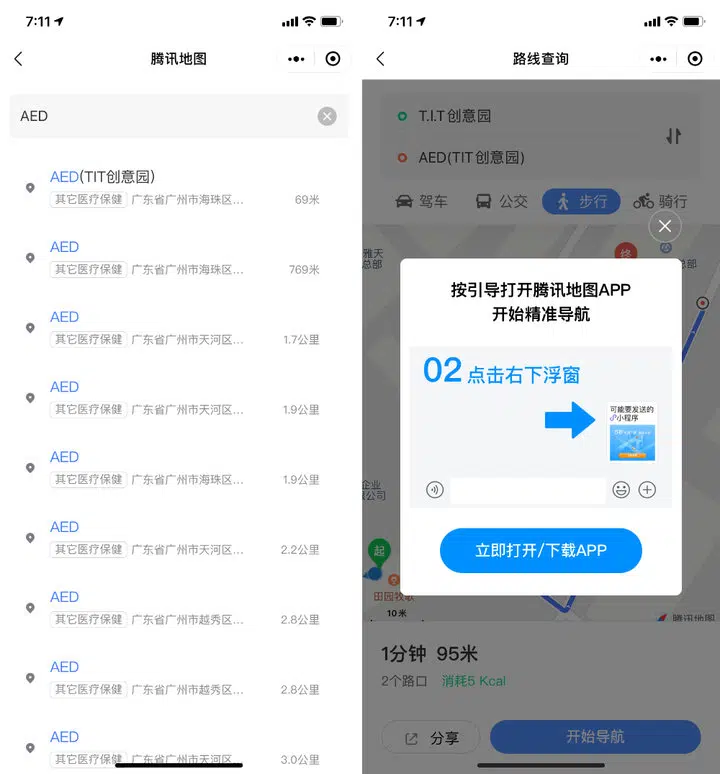 7:11
腾讯地图
AED
AED(TIT创意园)
其它医疗保健 广东省广州市海珠区... 69米
AED
其它医疗保健 广东省广州市海珠区... 769米
AED
其它医疗保健 广东省广州市天河区... 1.7公里
AED
其它医疗保健 广东省广州市天河区... 1.9公里
AED
其它医疗保健 广东省广州市海珠区... 1.9公里
AED
其它医疗保健 广东省广州市天河区... 2.2公里
AED
其它医疗保健 广东省广州市越秀区... 2.8公里
AED
其它医疗保健 广东省广州市越秀区... 2.8公里
AED
其它医疗保健 广东省广州市天河区... 3.0公里
7:11
路线查询
T.I.T创意园
AED(TIT创意园)
驾车 公交 步行 骑行
雅天
总部
终
总部
按引导打开腾讯地图APP
开始精准导航
02 点击右下浮窗
可能要发送的
小程序
企业
公司
立即打开/下载APP
起
田园牧歌
10米
腾讯地图
1分钟 95米
2个路口 消耗5 Kcal
分享
开始导航